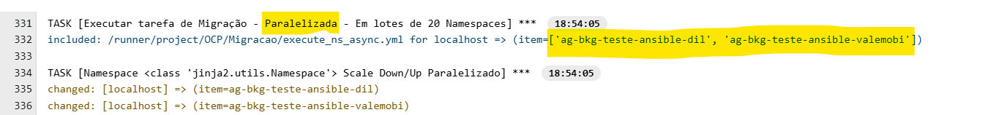 331 TASK [Executar tarefa de Migração - Paralelizada - Em lotes de 20 Namespaces] *** 18:54:05
332 included: /runner/project/OCP/Migracao/execute_ns_async.yml for localhost => (item=['ag-bkg-teste-ansible-dil', 'ag-bkg-teste-ansible-valemobi'])
333
334 TASK [Namespace <class 'jinja2.utils.Namespace'> Scale Down/Up Paralelizado] *** 18:54:05
335 changed: [localhost] => (item=ag-bkg-teste-ansible-dil)
336 changed: [localhost] => (item=ag-bkg-teste-ansible-valemobi)